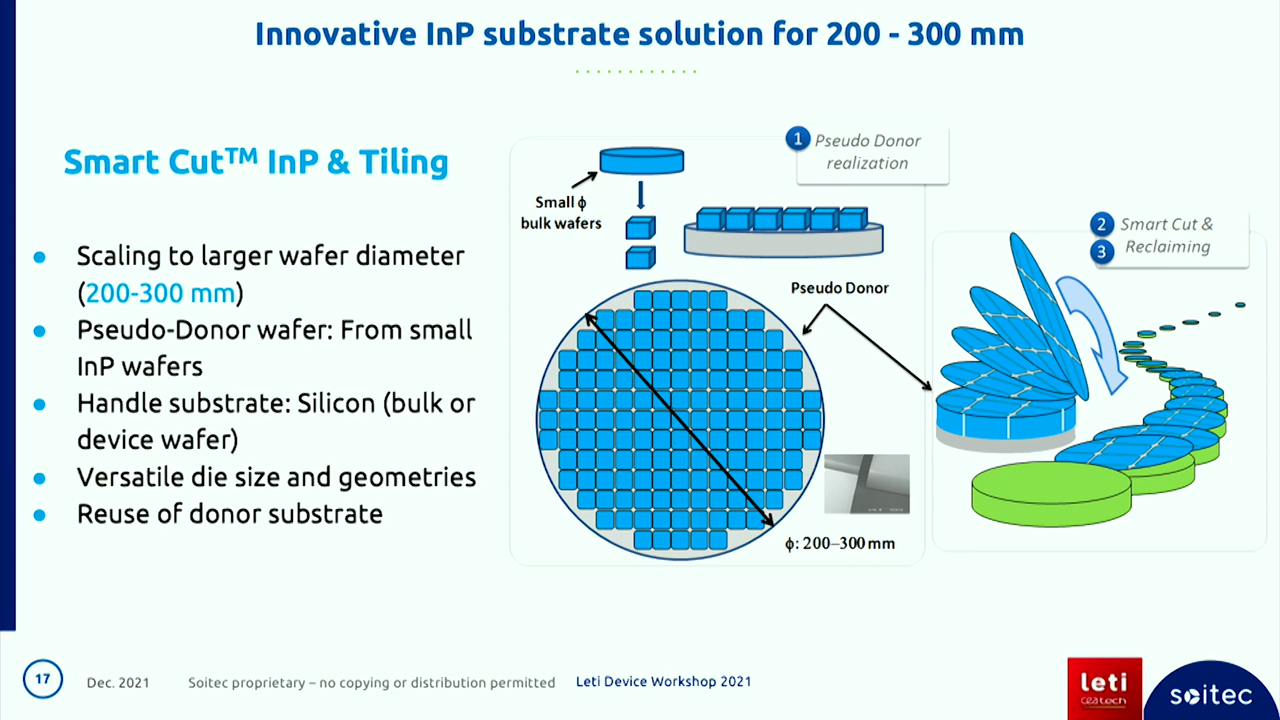 Innovative InP substrate solution for 200 - 300 mm
Smart Cut™ InP & Tiling
● Scaling to larger wafer diameter
(200-300 mm)
● Pseudo-Donor wafer: From small
InP wafers
● Handle substrate: Silicon (bulk or
device wafer)
● Versatile die size and geometries
● Reuse of donor substrate
1 Pseudo Donor
realization
Small ϕ
bulk wafers
Pseudo Donor
ϕ: 200–300 mm
2 Smart Cut &
3 Reclaiming
17
Dec. 2021
Soitec proprietary – no copying or distribution permitted
Leti Device Workshop 2021
leti
ceatech
soitec